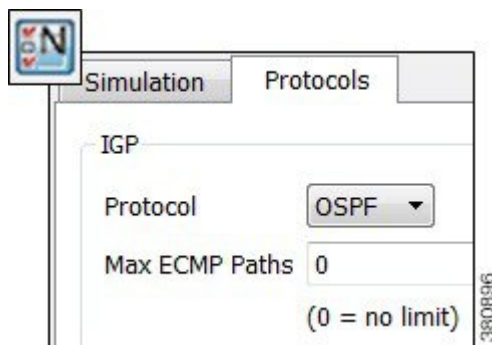 N
Simulation Protocols
IGP
Protocol OSPF
Max ECMP Paths 0
(0 = no limit)
380896